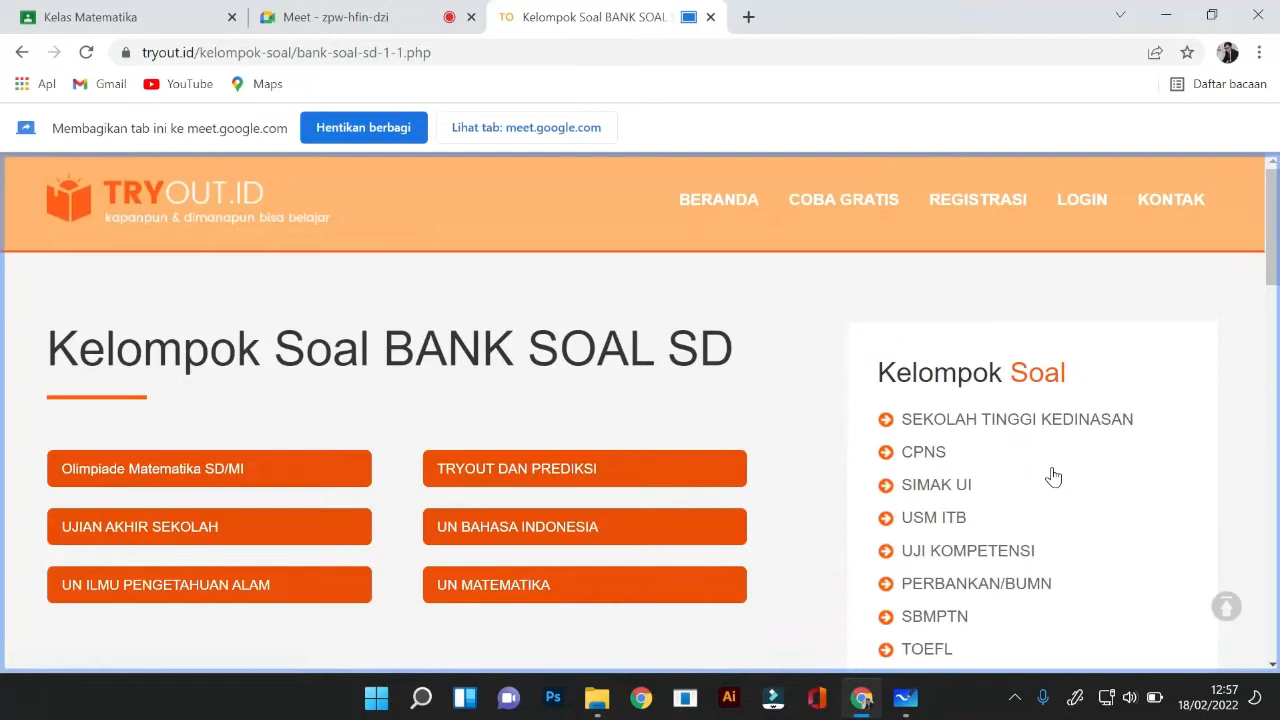 Kelas Matematika
Meet - zpw-hfin-dzi
TO Kelompok Soal BANK SOAL
tryout.id/kelompok-soal/bank-soal-sd-1-1.php
Apl
Gmail
YouTube
Maps
Daftar bacaan
Membagikan tab ini ke meet.google.com
Hentikan berbagi
Lihat tab: meet.google.com
TRYOUT.ID
kapanpun & dimanapun bisa belajar
BERANDA
COBA GRATIS
REGISTRASI
LOGIN
KONTAK
Kelompok Soal BANK SOAL SD
Olimpiade Matematika SD/MI
TRYOUT DAN PREDIKSI
UJIAN AKHIR SEKOLAH
UN BAHASA INDONESIA
UN ILMU PENGETAHUAN ALAM
UN MATEMATIKA
Kelompok Soal
SEKOLAH TINGGI KEDINASAN
CPNS
SIMAK UI
USM ITB
UJI KOMPETENSI
PERBANKAN/BUMN
SBMPTN
TOEFL
Ps
Ai
12:57
18/02/2022